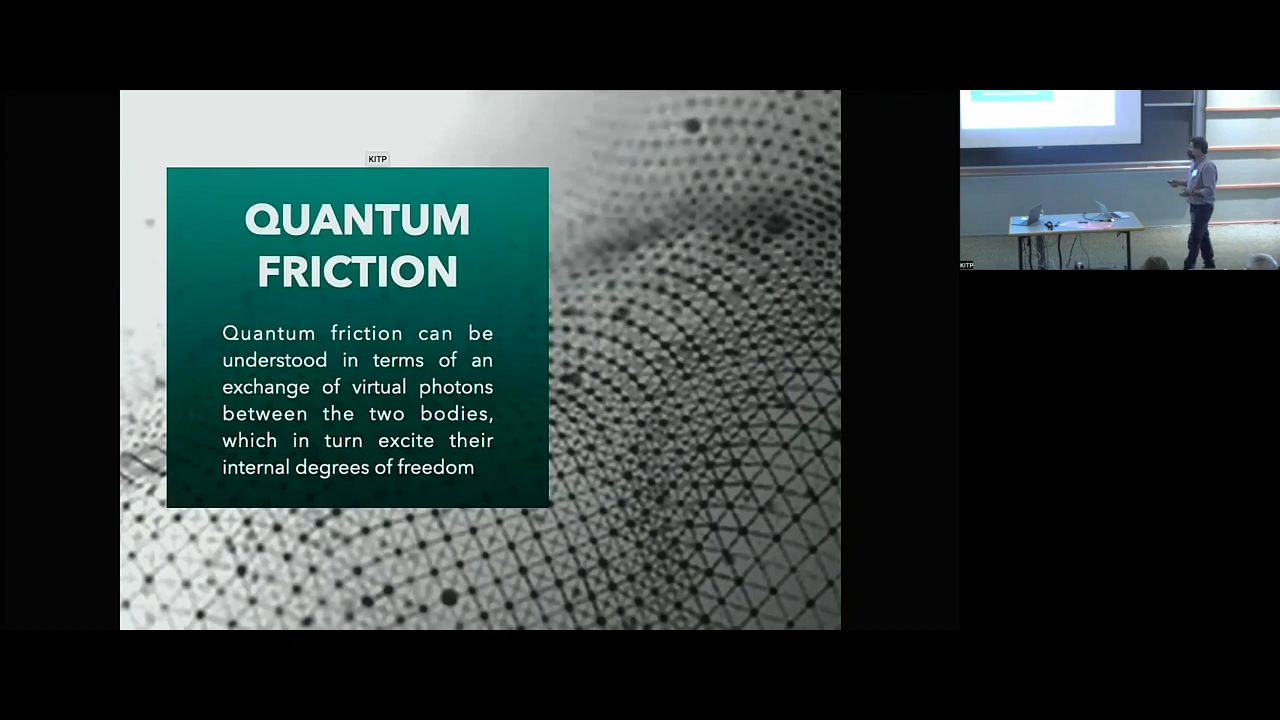 KITP
QUANTUM
FRICTION
Quantum friction can be
understood in terms of an
exchange of virtual photons
between the two bodies,
which in turn excite their
internal degrees of freedom
KITP